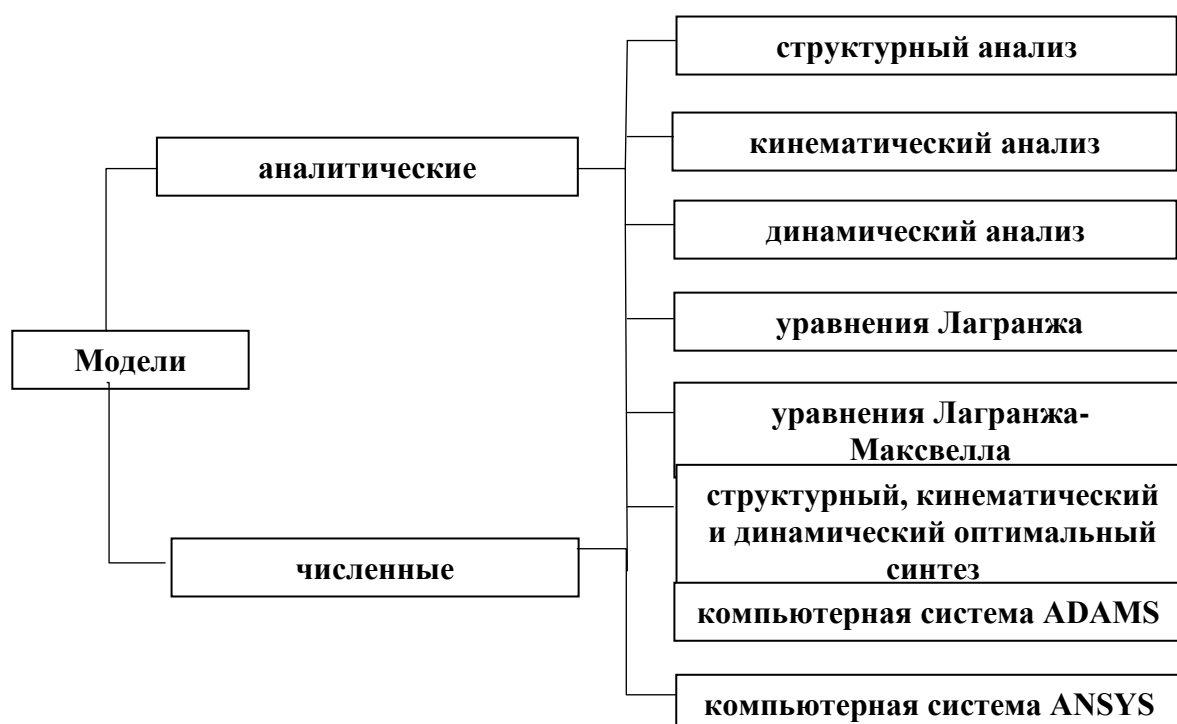 структурный анализ
кинематический анализ
аналитические
динамический анализ
уравнения Лагранжа
Модели
уравнения Лагранжа-
Максвелла
структурный, кинематический
и динамический оптимальный
синтез
численные
компьютерная система ADAMS
компьютерная система ANSYS